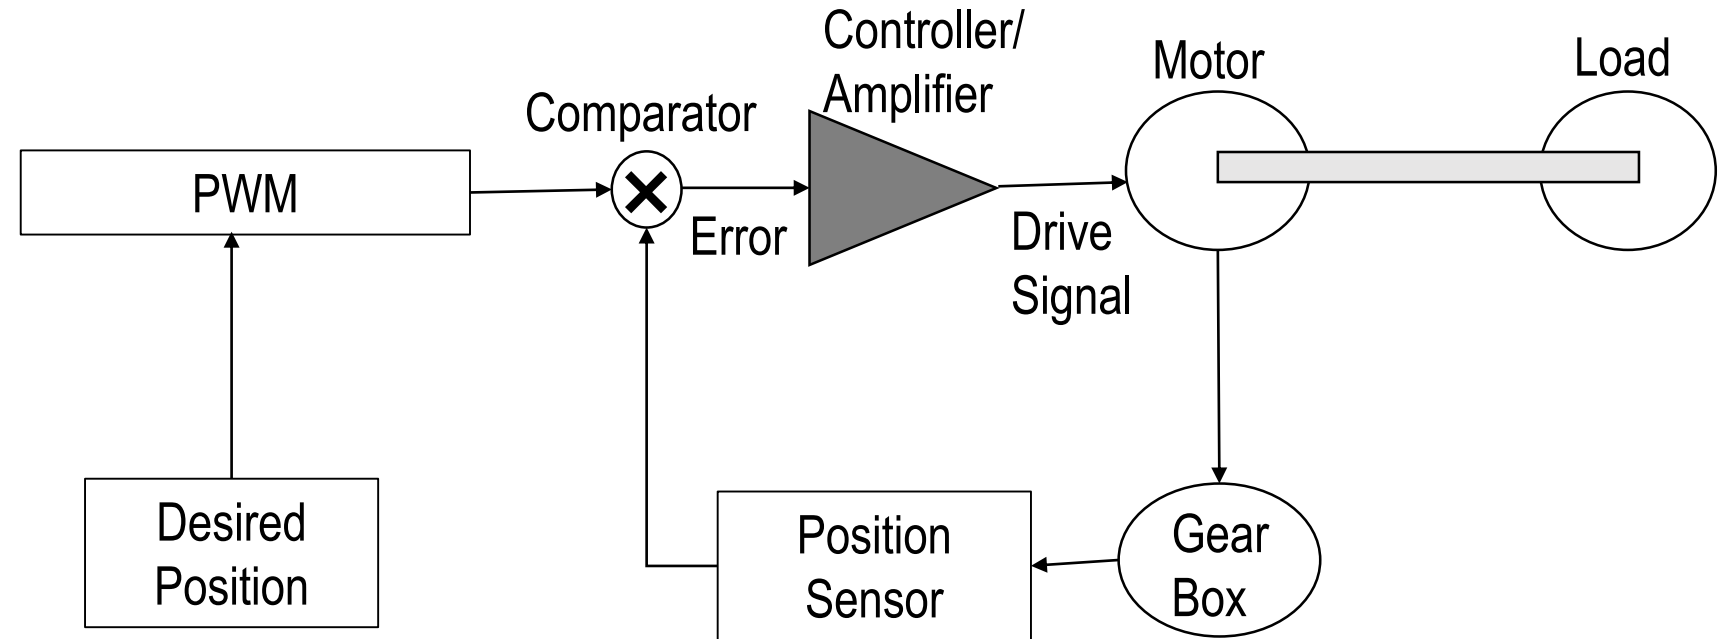 Controller/
Amplifier
Motor
Load
Comparator
PWM
Error
Drive
Signal
Desired
Position
Position
Sensor
Gear
Box